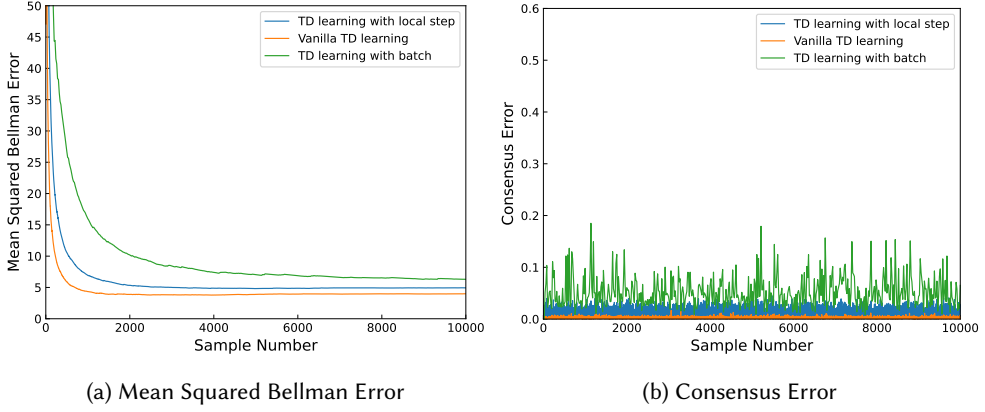 TD learning with local step
Vanilla TD learning
TD learning with batch
Mean Squared Bellman Error
50
45
40
35
30
25
20
15
10
5
0
0 2000 4000 6000 8000 10000
Sample Number
(a) Mean Squared Bellman Error
TD learning with local step
Vanilla TD learning
TD learning with batch
Consensus Error
0.6
0.5
0.4
0.3
0.2
0.1
0.0
0 2000 4000 6000 8000 10000
Sample Number
(b) Consensus Error